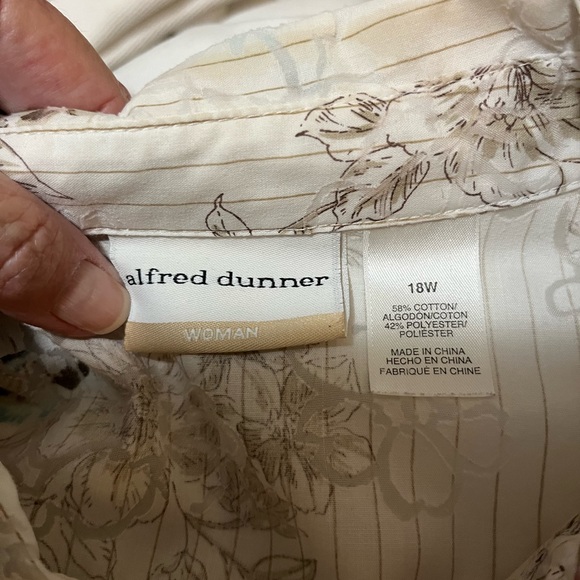 alfred dunner
WOMAN
18W
58% COTTON/
ALGODON/COTON
42% POLYESTER/
POLIÉSTER
MADE IN CHINA
HECHO EN CHINA
FABRIQUÉ EN CHINE